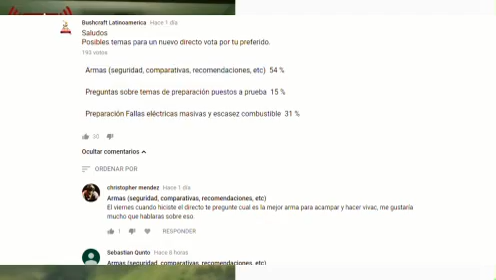 Bushcraft Latinoamerica Hace 1 día
Saludos
Posibles temas para un nuevo directo vota por tu preferido.
193 votos
Armas (seguridad, comparativas, recomendaciones, etc) 54 %
Preguntas sobre temas de preparación puestos a prueba 15 %
Preparación Fallas eléctricas masivas y escasez combustible 31 %
Ocultar comentarios
ORDENAR POR
christopher mendez Hace 1 día
Armas (seguridad, comparativas, recomendaciones, etc)
El viernes cuando hiciste el directo te pregunte cual es la mejor arma para acampar y hacer vivac, me gustaría
mucho que hablaras sobre eso.
1 RESPONDER
Sebastian Qunto Hace 8 horas
Armas (seguridad, comparativas, recomendaciones, etc)